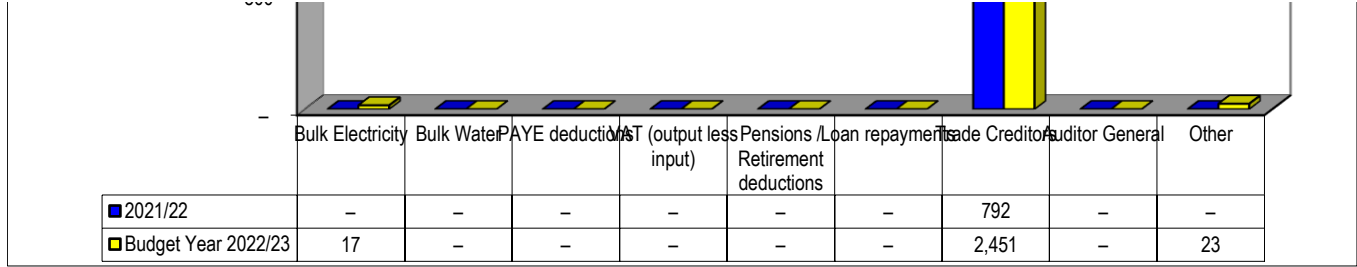 –
Bulk Electricity Bulk Water PAYE deductions VAT (output less Pensions / Loan repayments Trade Creditors Auditor General Other
input) Retirement
deductions
2021/22 – – – – – – 792 – –
Budget Year 2022/23 17 – – – – – 2,451 – 23